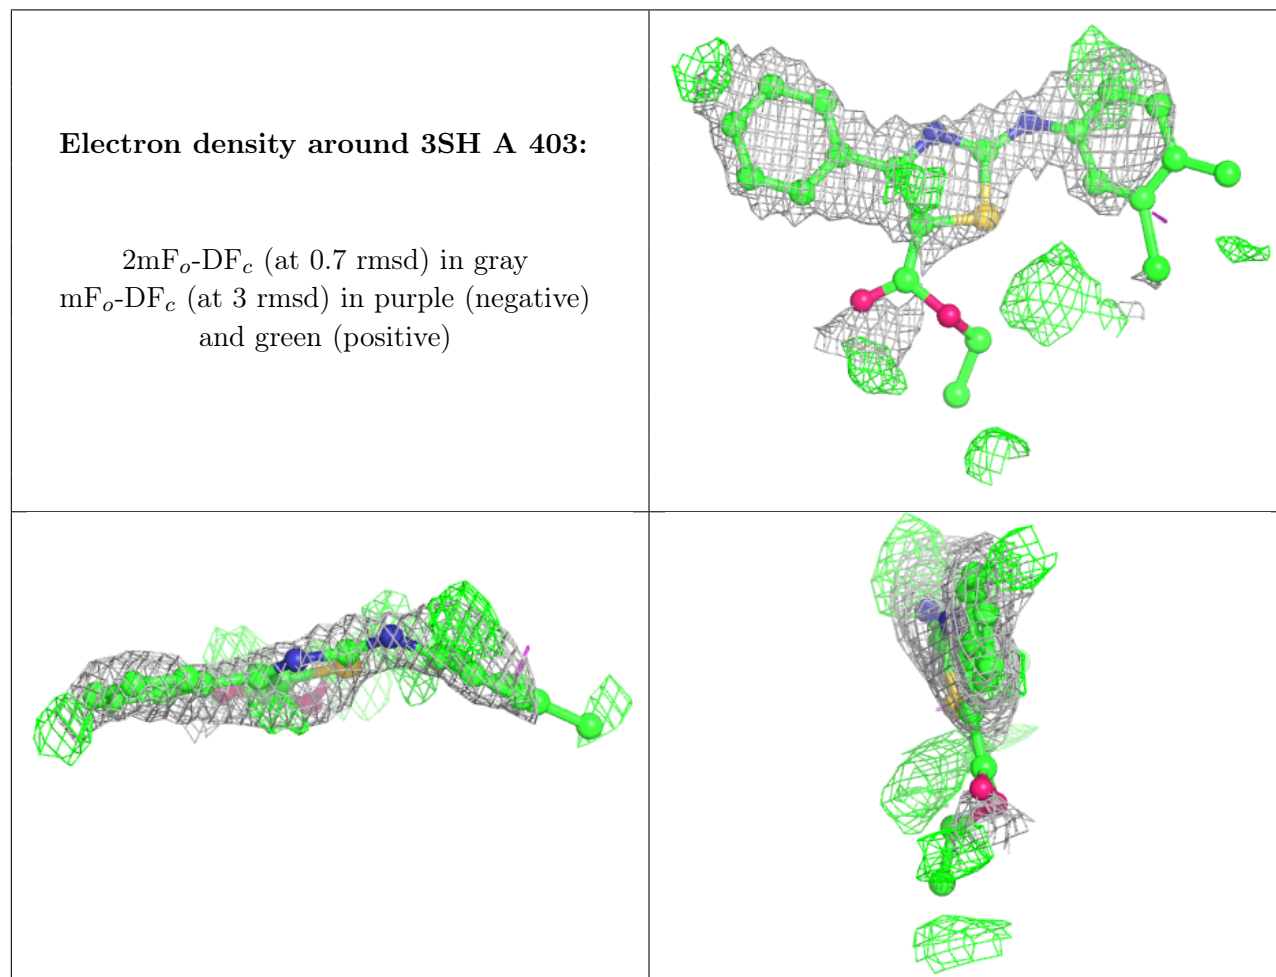 Electron density around 3SH A 403:
2mFo-DFc (at 0.7 rmsd) in gray
mFo-DFc (at 3 rmsd) in purple (negative)
and green (positive)